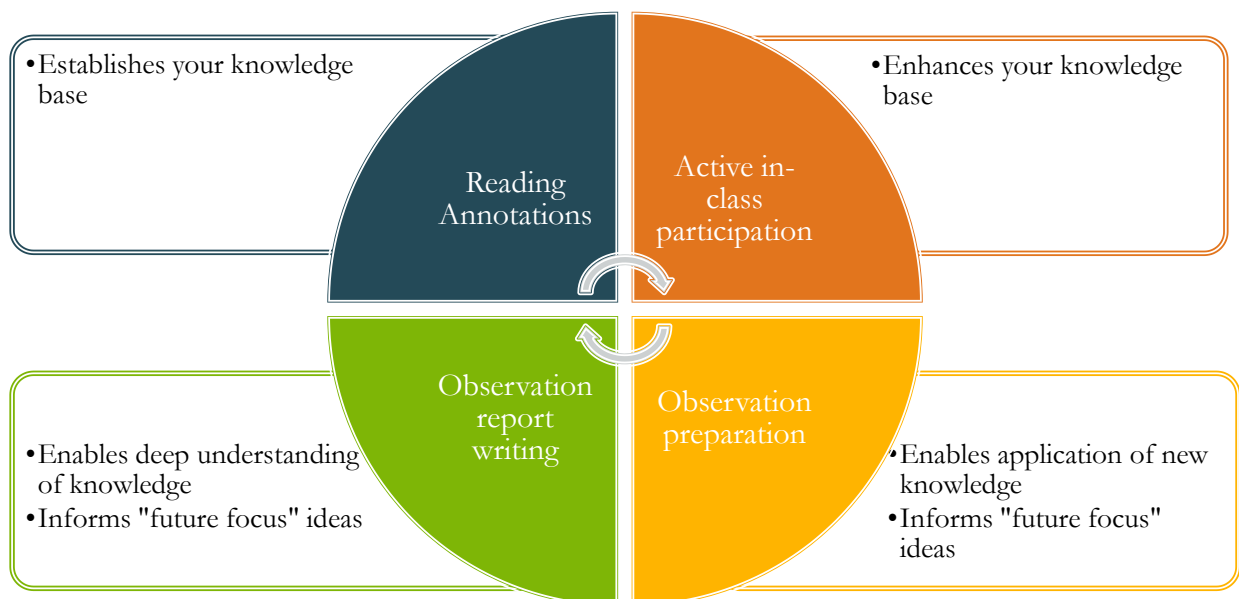 •Establishes your knowledge
base
Reading
Annotations
•Enhances your knowledge
base
Active in-
class
participation
•Enables deep understanding
of knowledge
•Informs "future focus" ideas
Observation
report
writing
•Enables application of new
knowledge
•Informs "future focus"
ideas
Observation
preparation